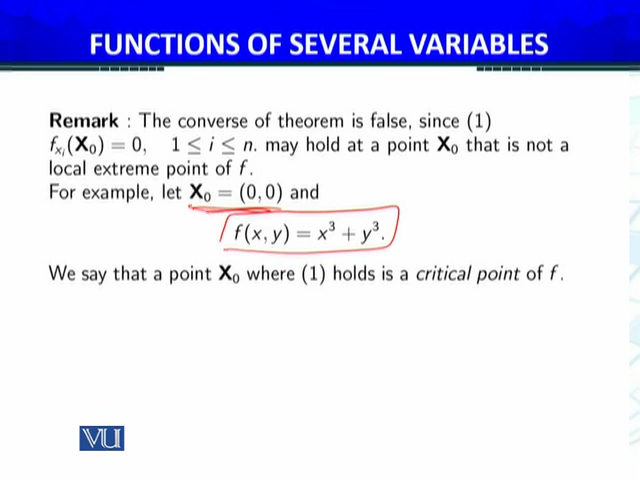 FUNCTIONS OF SEVERAL VARIABLES
Remark : The converse of theorem is false, since (1)
fₓᵢ(X₀) = 0, 1 ≤ i ≤ n. may hold at a point X₀ that is not a
local extreme point of f.
For example, let X₀ = (0, 0) and
f(x, y) = x³ + y³.
We say that a point X₀ where (1) holds is a critical point of f.
VU